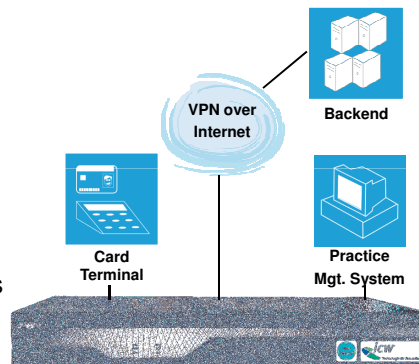 VPN over
Internet
Backend
Card
Terminal
Practice
Mgt. System
s
icw